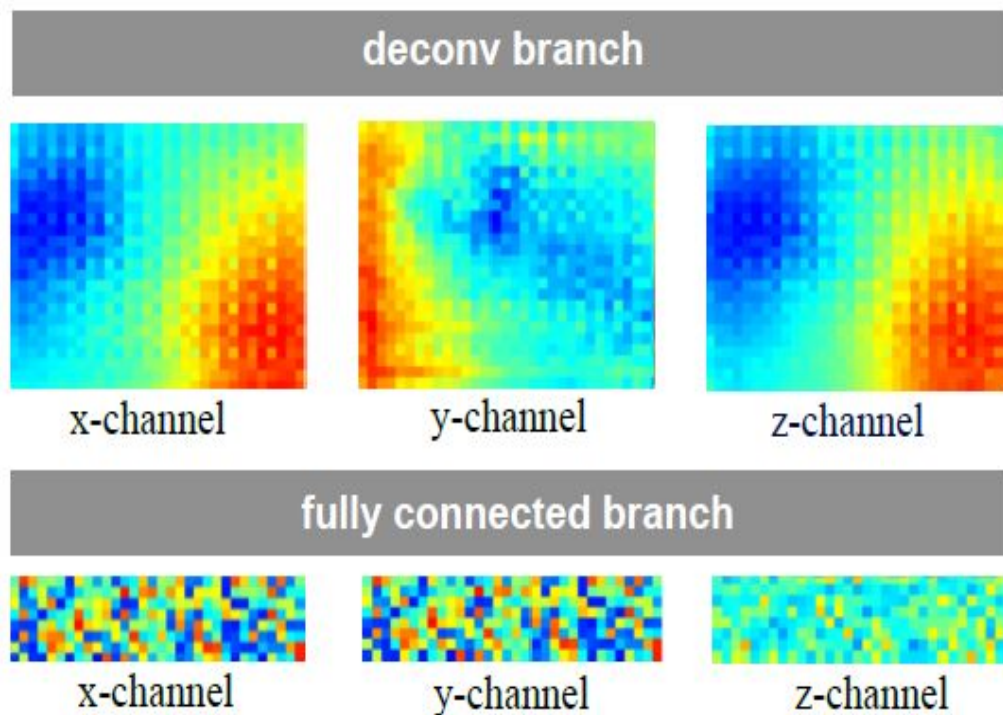 deconv branch
x-channel
y-channel
z-channel
fully connected branch
x-channel
y-channel
z-channel